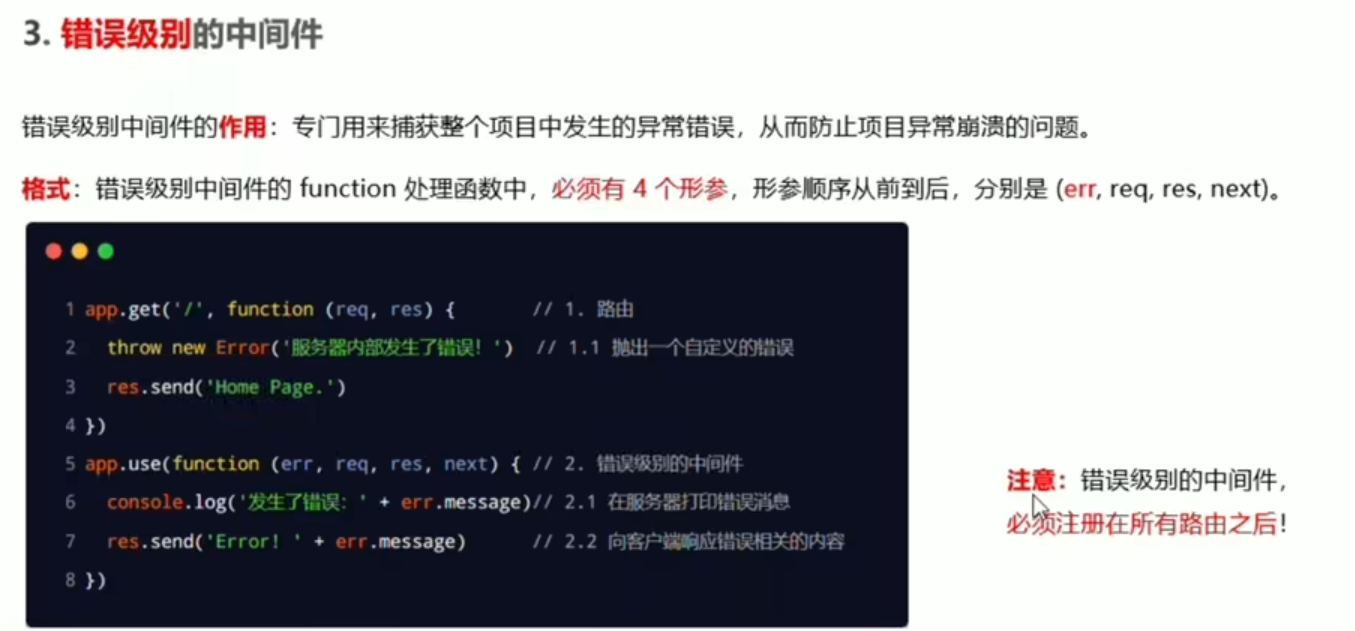 3. 错误级别的中间件
错误级别中间件的作用：专门用来捕获整个项目中发生的异常错误，从而防止项目异常崩溃的问题。
格式：错误级别中间件的 function 处理函数中，必须有 4 个形参，形参顺序从前到后，分别是 (err, req, res, next)。
1 app.get('/', function (req, res) { // 1. 路由
2 throw new Error('服务器内部发生了错误！') // 1.1 抛出一个自定义的错误
3 res.send('Home Page.')
4 })
5 app.use(function (err, req, res, next) { // 2. 错误级别的中间件
6 console.log('发生了错误：' + err.message)// 2.1 在服务器打印错误消息
7 res.send('Error! ' + err.message) // 2.2 向客户端响应错误相关的内容
8 })
注意：错误级别的中间件，
必须注册在所有路由之后！